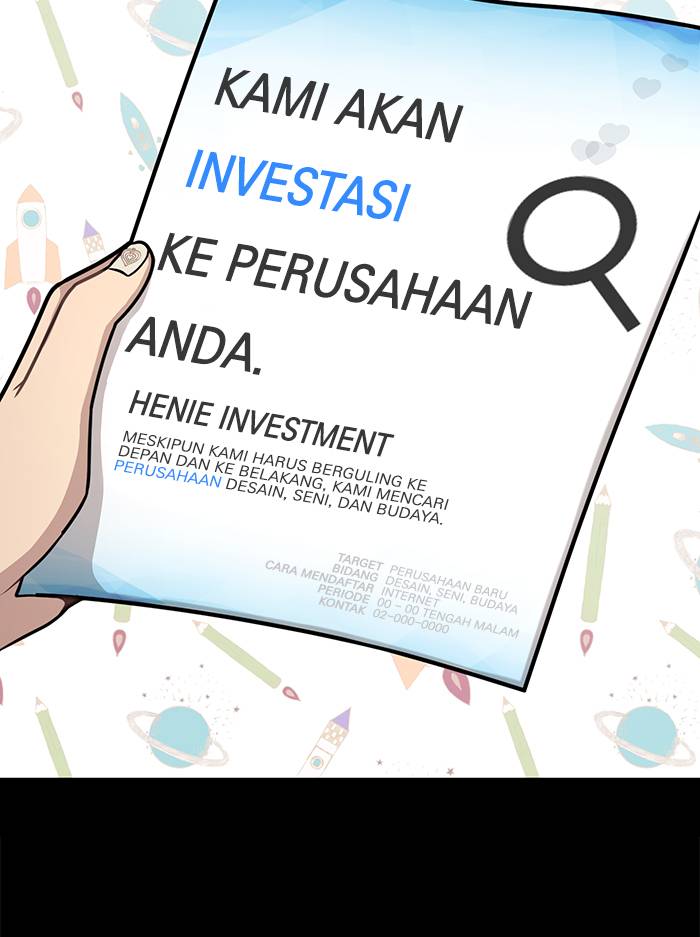 KAMI AKAN
INVESTASI
KE PERUSAHAAN
ANDA.
HENIE INVESTMENT
MESKIPUN KAMI HARUS BERGULING KE
DEPAN DAN KE BELAKANG, KAMI MENCARI
PERUSAHAAN DESAIN, SENI, DAN BUDAYA.
TARGET PERUSAHAAN BARU
BIDANG DESAIN, SENI, BUDAYA
CARA MENDAFTAR INTERNET
PERIODE 00 - 00 TENGAH MALAM
KONTAK 02-000-0000